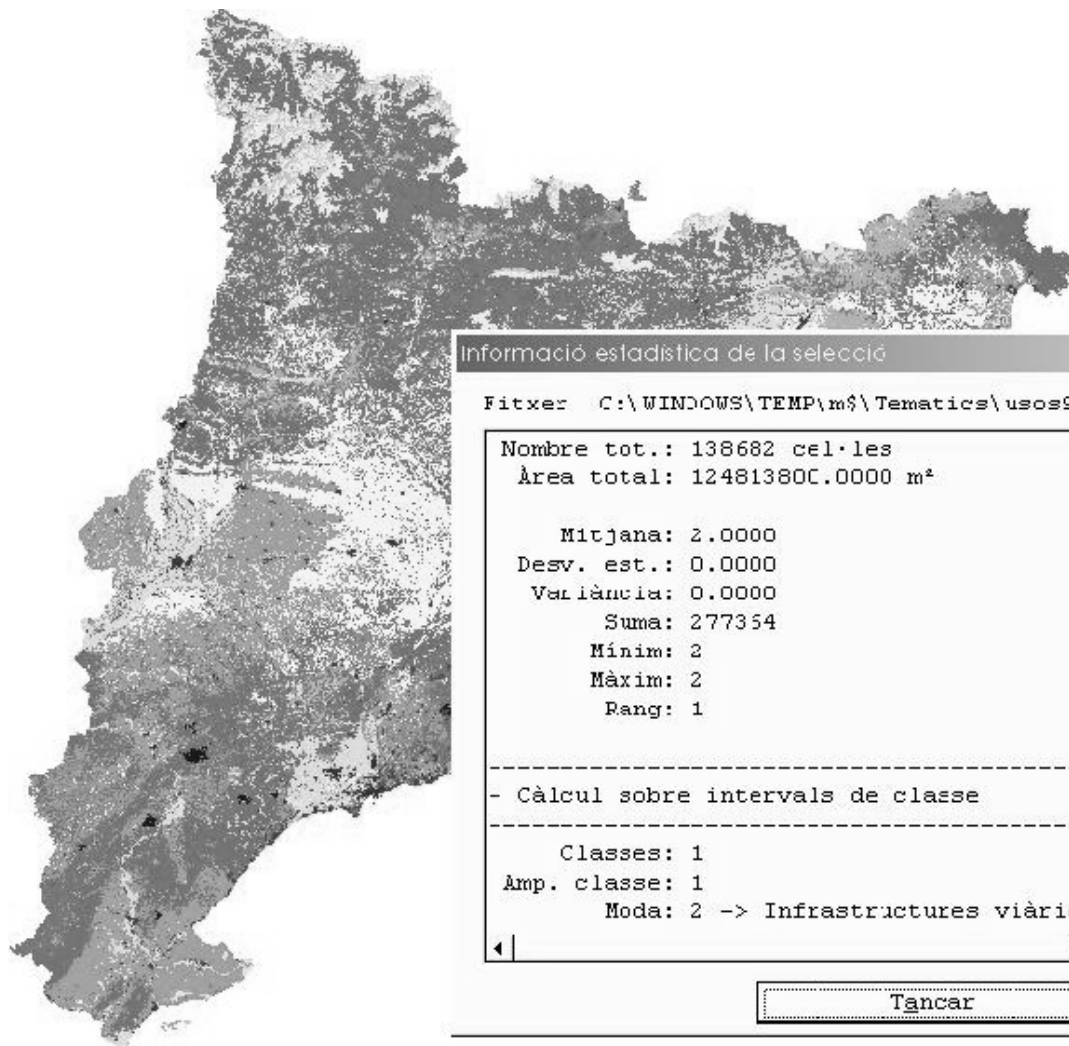 Informació estadística de la selecció
Fitxer C:\WINDOWS\TEMP\m$\Tematics\usos9
Nombre tot.: 138682 cel·les
Àrea total: 124813800.0000 m²
Mitjana: 2.0000
Desv. est.: 0.0000
Variància: 0.0000
Suma: 277364
Mínim: 2
Màxim: 2
Rang: 1
- Càlcul sobre intervals de classe
Classes: 1
Amp. classe: 1
Moda: 2 -> Infrastructures viàri
Tancar